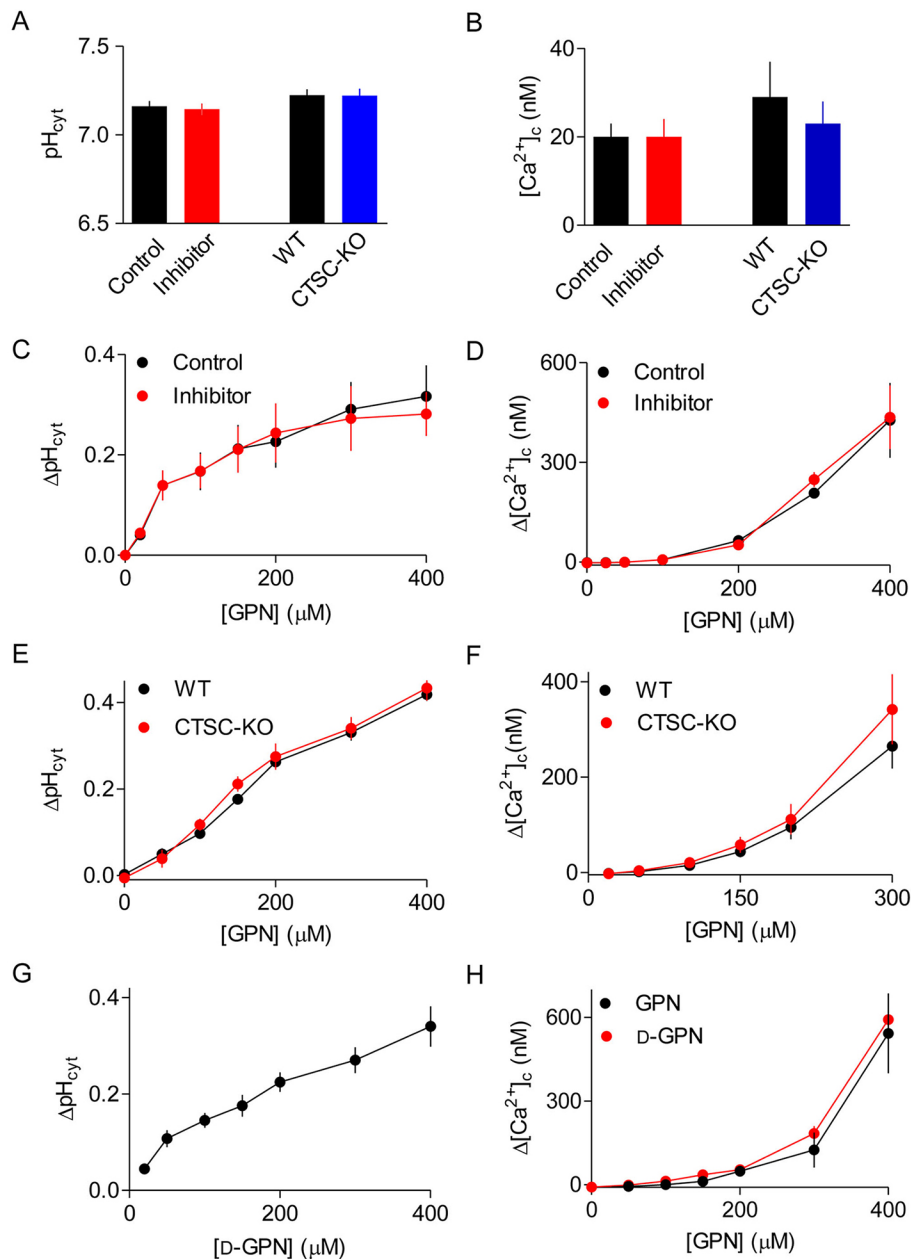 A
7.5
7.0
6.5
pHcyt
Control
Inhibitor
WT
CTSC-KO
B
40
20
0
[Ca2+]c (nM)
Control
Inhibitor
WT
CTSC-KO
C
0.4
0.2
0.0
ΔpHcyt
Control
Inhibitor
0 200 400
[GPN] (μM)
D
600
300
0
Δ[Ca2+]c (nM)
Control
Inhibitor
0 200 400
[GPN] (μM)
E
0.4
0.2
0.0
ΔpHcyt
WT
CTSC-KO
0 200 400
[GPN] (μM)
F
400
200
0
Δ[Ca2+]c(nM)
WT
CTSC-KO
0 150 300
[GPN] (μM)
G
0.4
0.2
0.0
ΔpHcyt
0 200 400
[D-GPN] (μM)
H
600
300
0
Δ[Ca2+]c (nM)
GPN
D-GPN
0 200 400
[GPN] (μM)